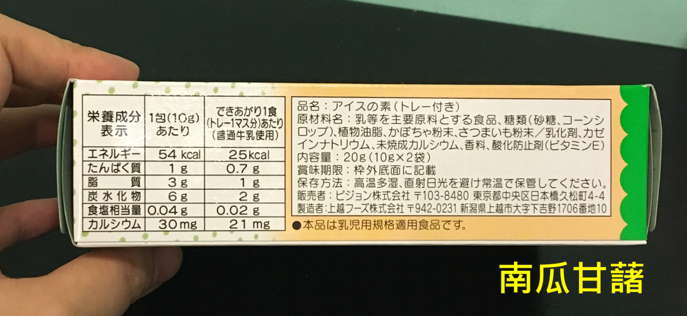 栄養成分表示 1包(10g)あたり できあがり1食(トレー1マス分)あたり(普通牛乳使用)
エネルギー 54kcal 25kcal
たんぱく質 1g 0.7g
脂質 3g 1g
炭水化物 6g 2g
食塩相当量 0.04g 0.02g
カルシウム 30mg 21mg
品名：アイスの素(トレー付き)
原材料名：乳等を主要原料とする食品、糖類(砂糖、コーンシ
ロップ)、植物油脂、かぼちゃ粉末、さつまいも粉末／乳化剤、カゼ
インナトリウム、未焼成カルシウム、香料、酸化防止剤(ビタミンE)
内容量：20g(10g×2袋)
賞味期限：枠外底面に記載
保存方法：高温多湿、直射日光を避け常温で保管してください。
販売者：ピジョン株式会社 〒103-8480 東京都中央区日本橋久松町4-4
製造者：上越フーズ株式会社 〒942-0231 新潟県上越市大字下吉野1706番地10
●本品は乳児用規格適用食品です。
南瓜甘藷